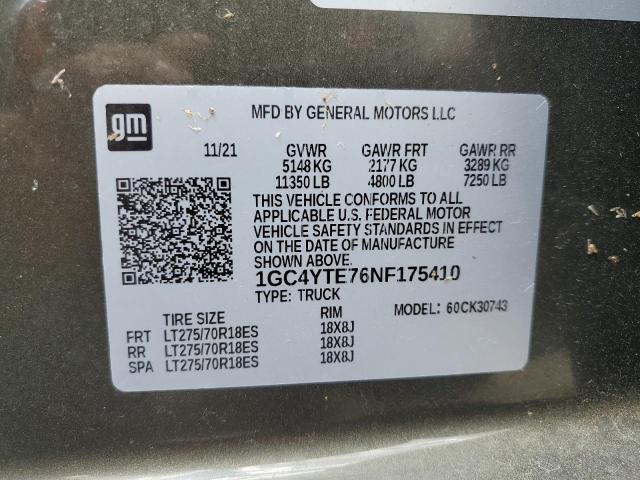 gm
MFD BY GENERAL MOTORS LLC
11/21 GVWR GAWR FRT GAWR RR
5148 KG 2177 KG 3289 KG
11350 LB 4800 LB 7250 LB
THIS VEHICLE CONFORMS TO ALL
APPLICABLE U.S. FEDERAL MOTOR
VEHICLE SAFETY STANDARDS IN EFFECT
ON THE DATE OF MANUFACTURE
SHOWN ABOVE.
1GC4YTE76NF175410
TYPE: TRUCK MODEL: 60CK30743
TIRE SIZE RIM
FRT LT275/70R18ES 18X8J
RR LT275/70R18ES 18X8J
SPA LT275/70R18ES 18X8J